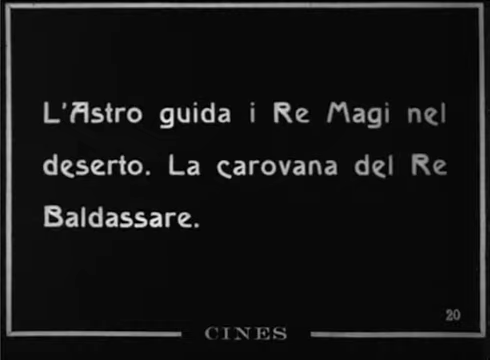 L'Astro guida i Re Magi nel
deserto. La carovana del Re
Baldassare.
20
CINES